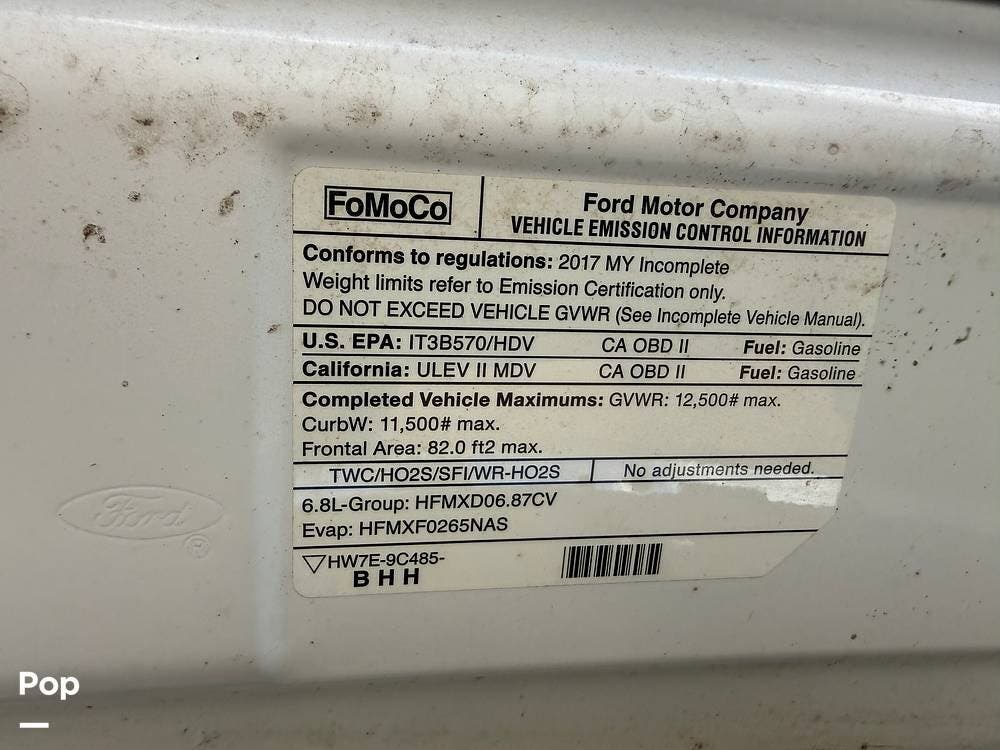 FoMoCo
Ford Motor Company
VEHICLE EMISSION CONTROL INFORMATION
Conforms to regulations: 2017 MY Incomplete
Weight limits refer to Emission Certification only.
DO NOT EXCEED VEHICLE GVWR (See Incomplete Vehicle Manual).
U.S. EPA: IT3B570/HDV CA OBD II Fuel: Gasoline
California: ULEV II MDV CA OBD II Fuel: Gasoline
Completed Vehicle Maximums: GVWR: 12,500# max.
CurbW: 11,500# max.
Frontal Area: 82.0 ft2 max.
TWC/HO2S/SFI/WR-HO2S No adjustments needed.
6.8L-Group: HFMXD06.87CV
Evap: HFMXF0265NAS
HW7E-9C485-
B H H
Ford ®
Pop